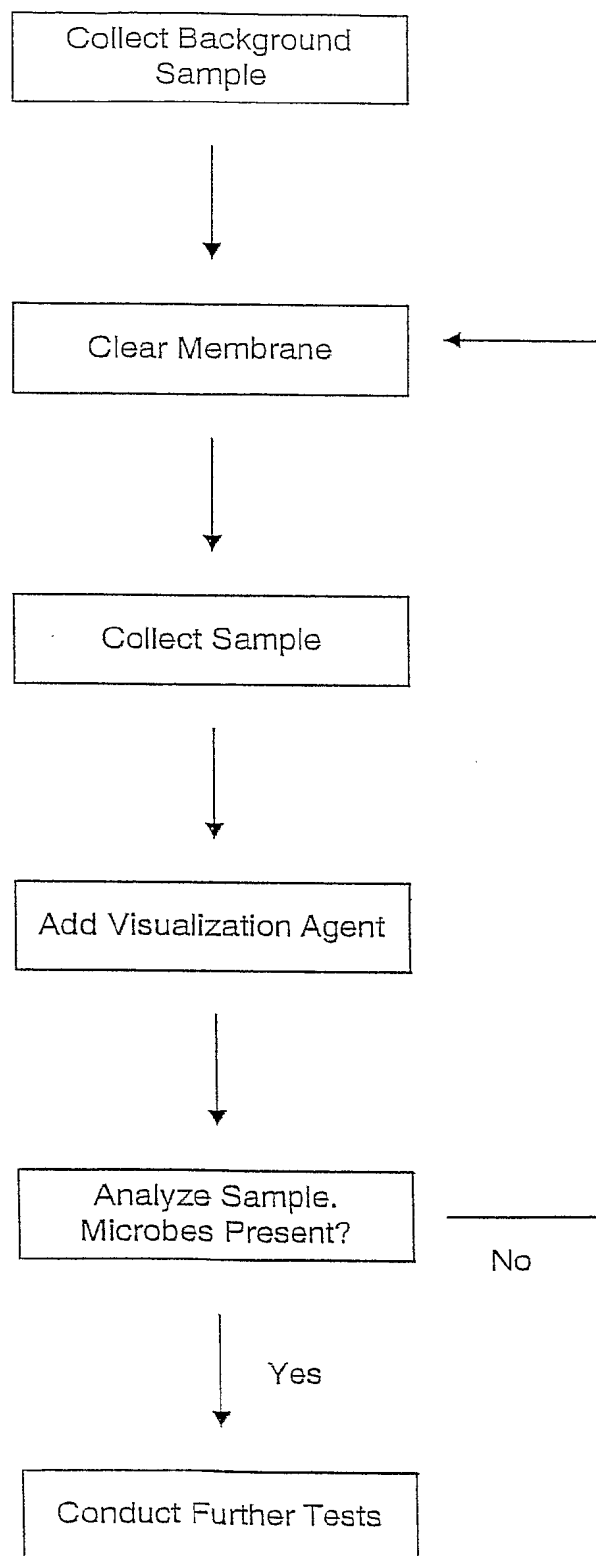 Collect Background
Sample
Clear Membrane
Collect Sample
Add Visualization Agent
Analyze Sample.
Microbes Present?
No
Yes
Conduct Further Tests